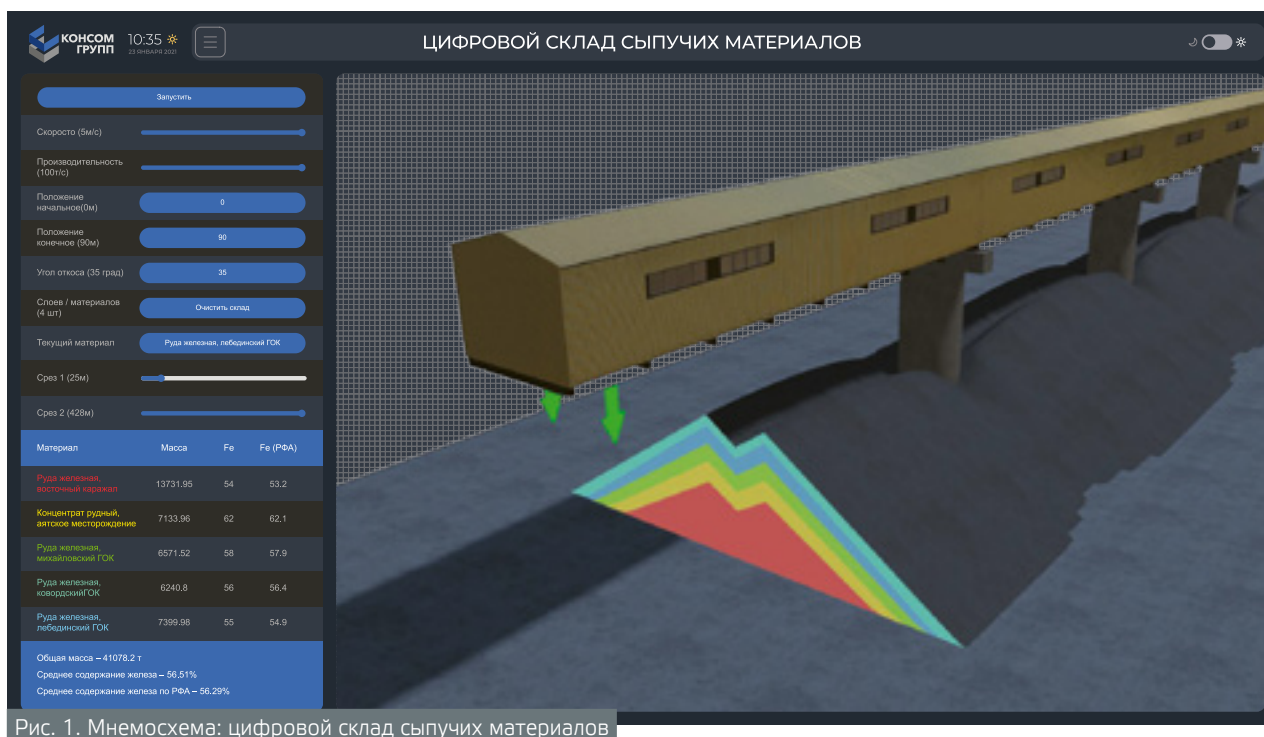 КОНСОМ
ГРУПП
10:35
23 ЯНВАРЯ 2021
ЦИФРОВОЙ СКЛАД СЫПУЧИХ МАТЕРИАЛОВ
Запустить
Скоросто (5м/с)
Производительность
(100т/с)
Положение
начальное(0м)
0
Положение
конечное (90м)
90
Угол откоса (35 град)
35
Слоев / материалов
(4 шт)
Очистить склад
Текущий материал
Руда железная, лебединский ГОК
Срез 1 (25м)
Срез 2 (428м)
Материал Масса Fe Fe (РФА)
Руда железная,
восточный каражал
13731.95 54 53.2
Концентрат рудный,
аятское месторождение
7133,96 62 62.1
Руда железная,
михайловский ГОК
6571.52 58 57.9
Руда железная,
ковордскийГОК
6240.8 56 56.4
Руда железная,
лебединский ГОК
7399.98 55 54.9
Общая масса – 41078.2 т
Среднее содержание железа – 56.51%
Среднее содержание железа по РФА – 56.29%
Рис. 1. Мнемосхема: цифровой склад сыпучих материалов